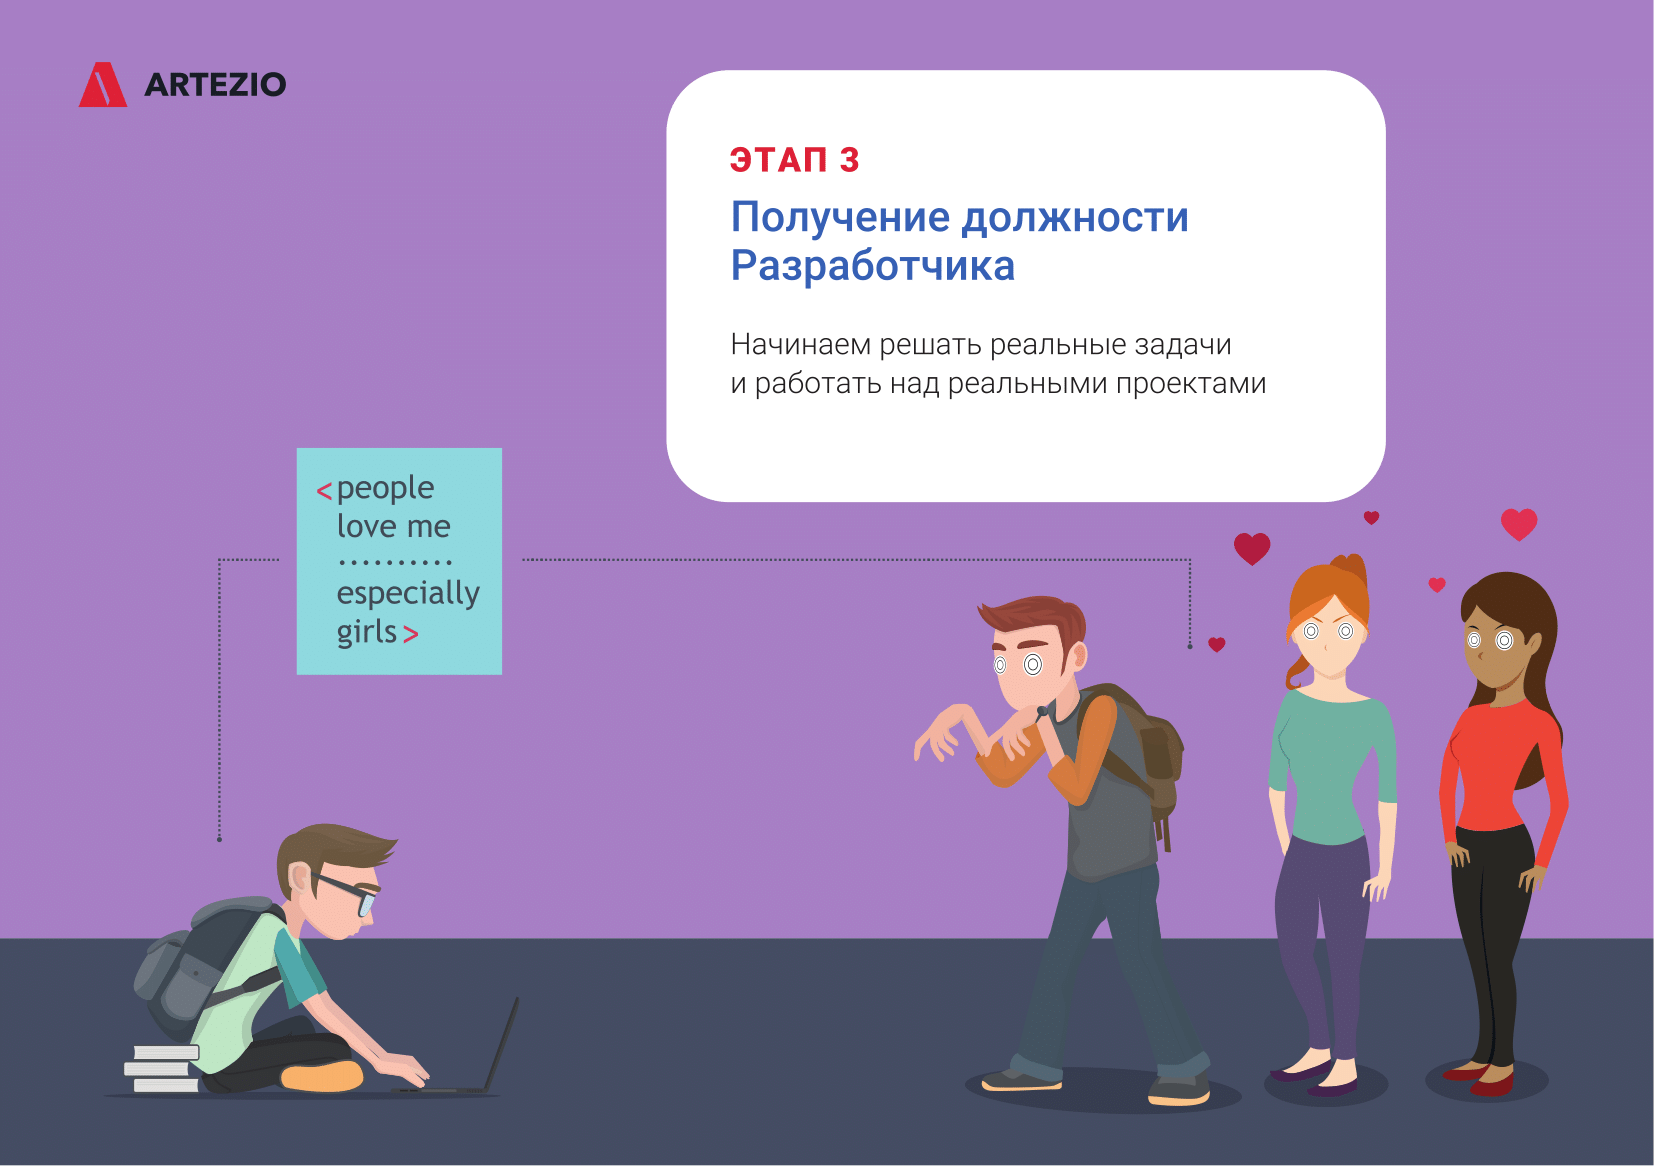 ARTEZIO
ЭТАП 3
Получение должности
Разработчика
Начинаем решать реальные задачи
и работать над реальными проектами
<people
love me
..........
especially
girls>